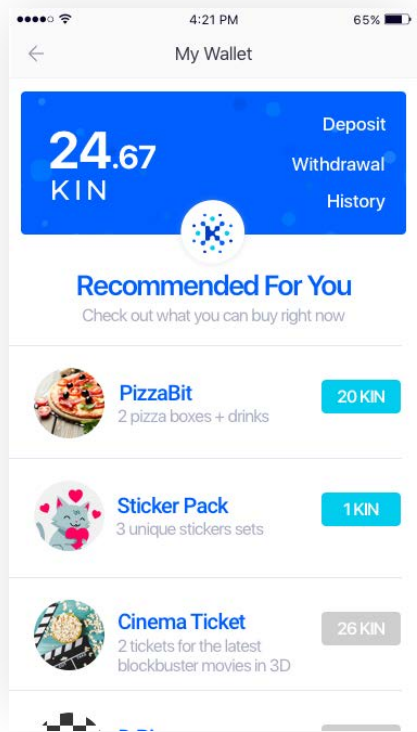 4:21 PM
65%
My Wallet
24.67
KIN
Deposit
Withdrawal
History
Recommended For You
Check out what you can buy right now
PizzaBit
2 pizza boxes + drinks
20 KIN
Sticker Pack
3 unique stickers sets
1 KIN
Cinema Ticket
2 tickets for the latest
blockbuster movies in 3D
26 KIN